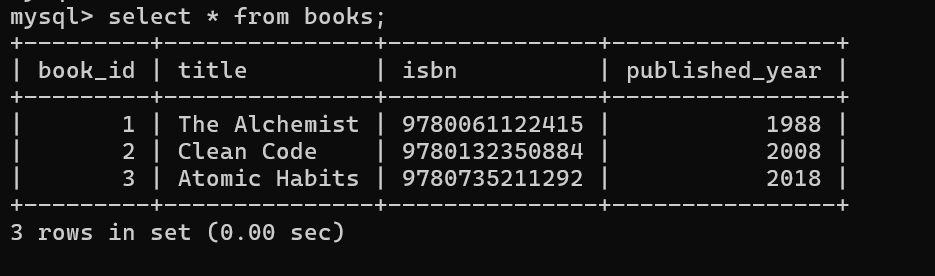 mysql> select * from books;
+---------+---------------+---------------+----------------+
| book_id | title         | isbn          | published_year |
+---------+---------------+---------------+----------------+
|       1 | The Alchemist | 9780061122415 |           1988 |
|       2 | Clean Code    | 9780132350884 |           2008 |
|       3 | Atomic Habits | 9780735211292 |           2018 |
+---------+---------------+---------------+----------------+
3 rows in set (0.00 sec)